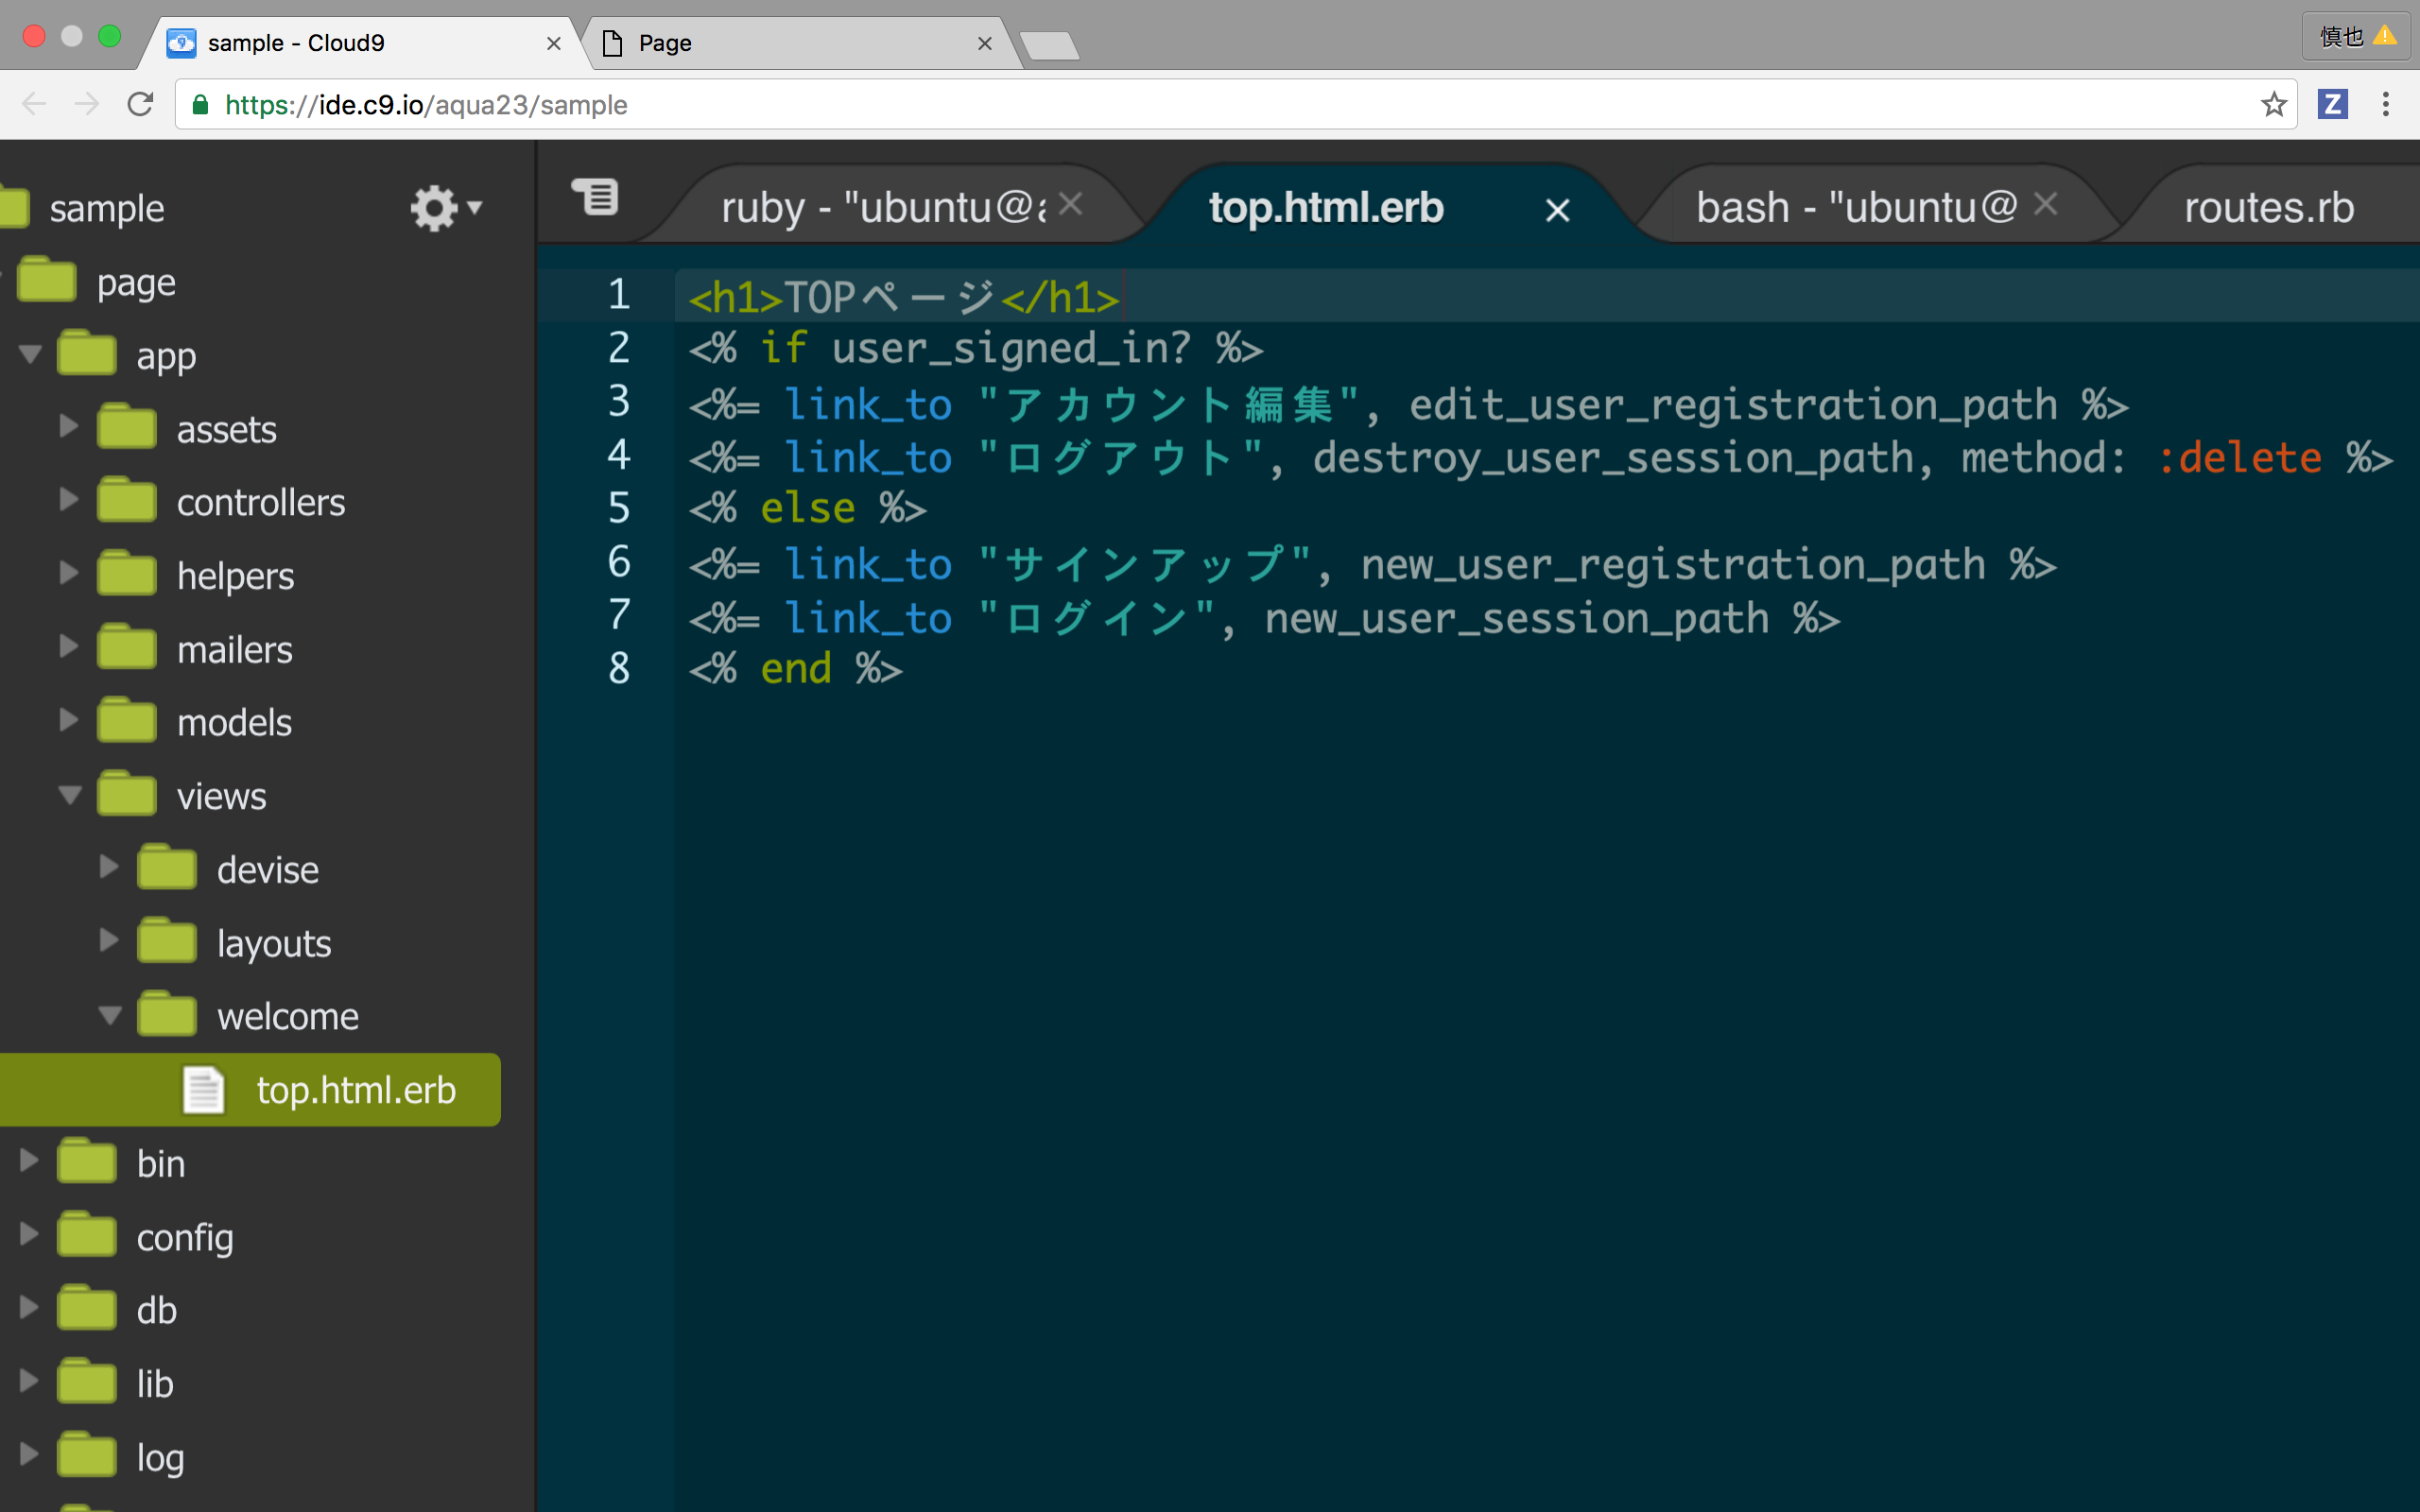 sample - Cloud9
Page
慎也
https://ide.c9.io/aqua23/sample
Z
sample
page
app
assets
controllers
helpers
mailers
models
views
devise
layouts
welcome
top.html.erb
bin
config
db
lib
log
ruby - "ubuntu@
top.html.erb
bash - "ubuntu@
routes.rb
1 <h1>TOPページ</h1>
2 <% if user_signed_in? %>
3 <%= link_to "アカウント編集", edit_user_registration_path %>
4 <%= link_to "ログアウト", destroy_user_session_path, method: :delete %>
5 <% else %>
6 <%= link_to "サインアップ", new_user_registration_path %>
7 <%= link_to "ログイン", new_user_session_path %>
8 <% end %>